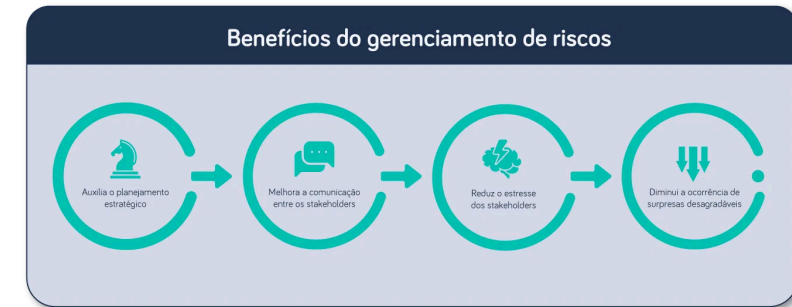 Benefícios do gerenciamento de riscos
Auxilia o planejamento
estratégico
Melhora a comunicação
entre os stakeholders
Reduz o estresse
dos stakeholders
Diminui a ocorrência de
surpresas desagradáveis